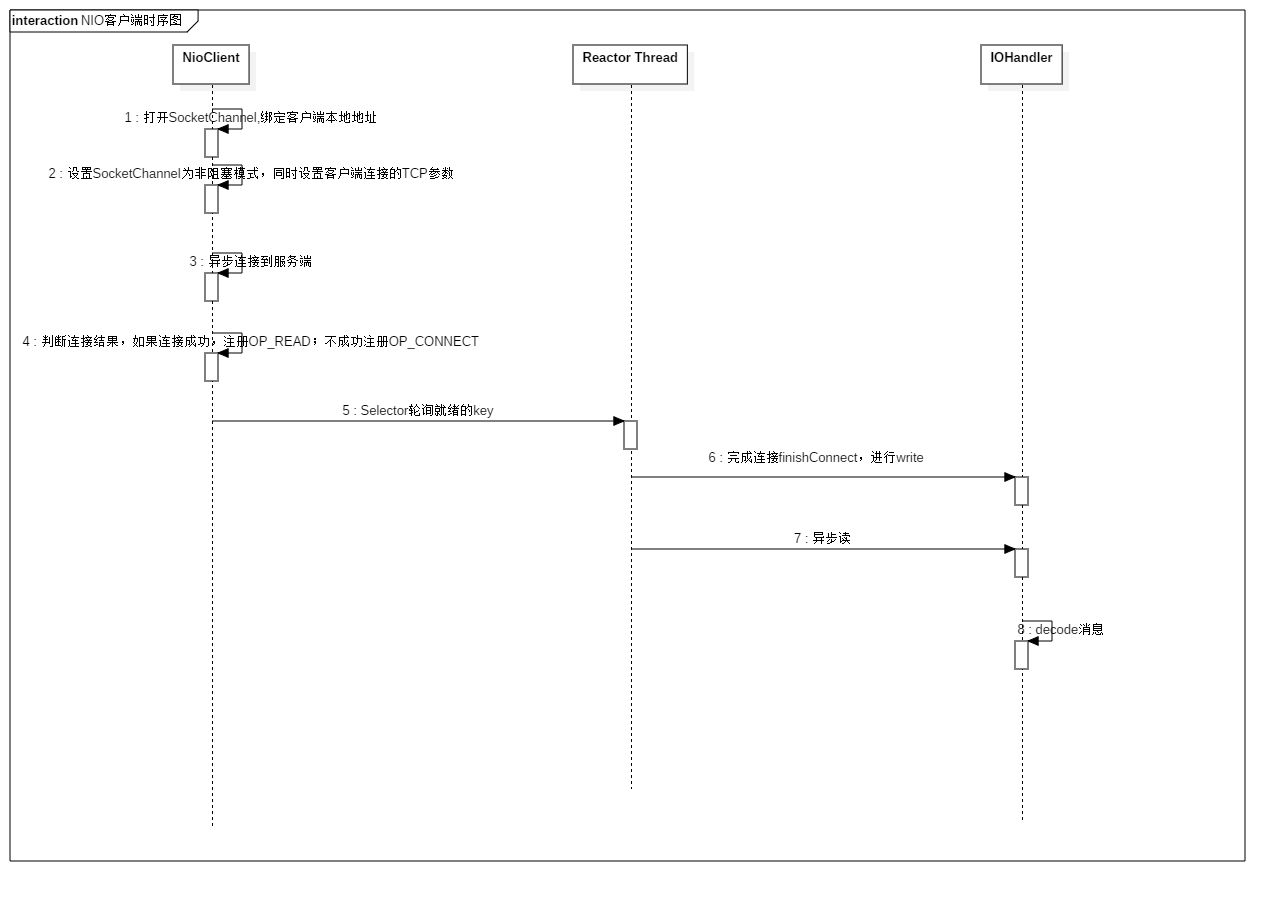 interaction NIO客户端时序图
NioClient
Reactor Thread
IOHandler
1 : 打开SocketChannel,绑定客户端本地地址
2 : 设置SocketChannel为非阻塞模式，同时设置客户端连接的TCP参数
3 : 异步连接到服务端
4 : 判断连接结果，如果连接成功，注册OP_READ；不成功注册OP_CONNECT
5 : Selector轮询就绪的key
6 : 完成连接finishConnect，进行write
7 : 异步读
8 : decode消息